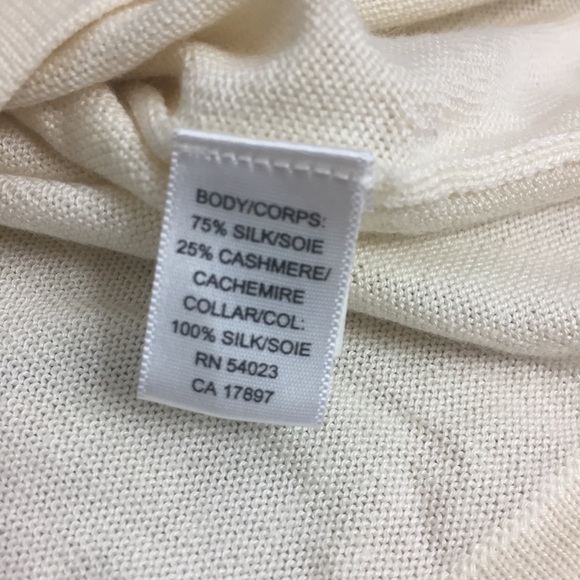 BODY/CORPS:
75% SILK/SOIE
25% CASHMERE/
CACHEMIRE
COLLAR/COL:
100% SILK/SOIE
RN 54023
CA 17897